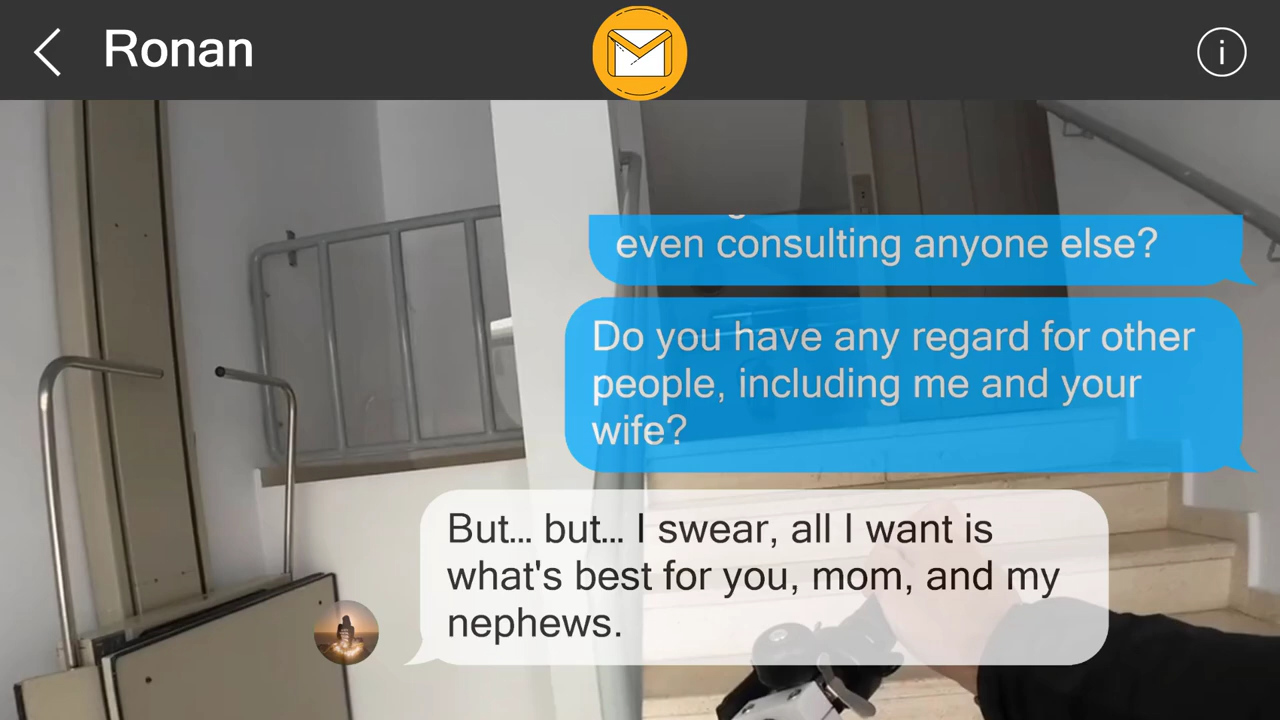 Ronan
i
even consulting anyone else?
Do you have any regard for other
people, including me and your
wife?
But... but... I swear, all I want is
what's best for you, mom, and my
nephews.